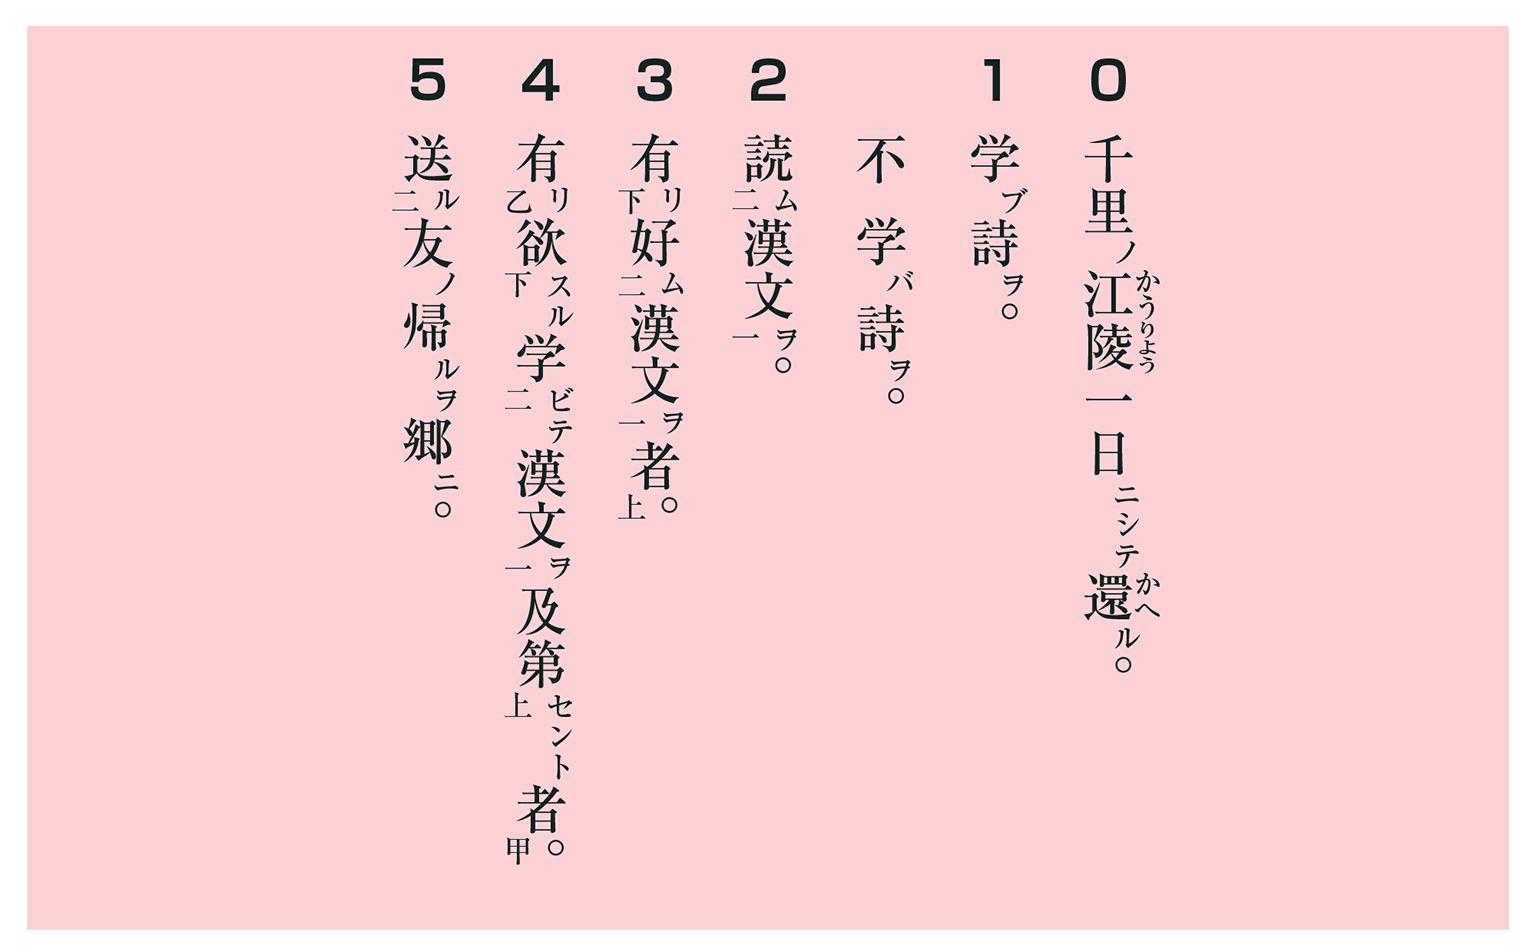 0 千里ノ江陵一日ニシテ還ル。
かうりよう
かへ
1 学ブ詩ヲ。
不学バ詩ヲ。
2 読ム二漢文ヲ一。
3 有リ下好ム二漢文ヲ一者上。
4 有リ乙欲スル下学ビテ二漢文ヲ一及第セント上者甲。
5 送ル二友ノ帰ルヲ郷ニ。